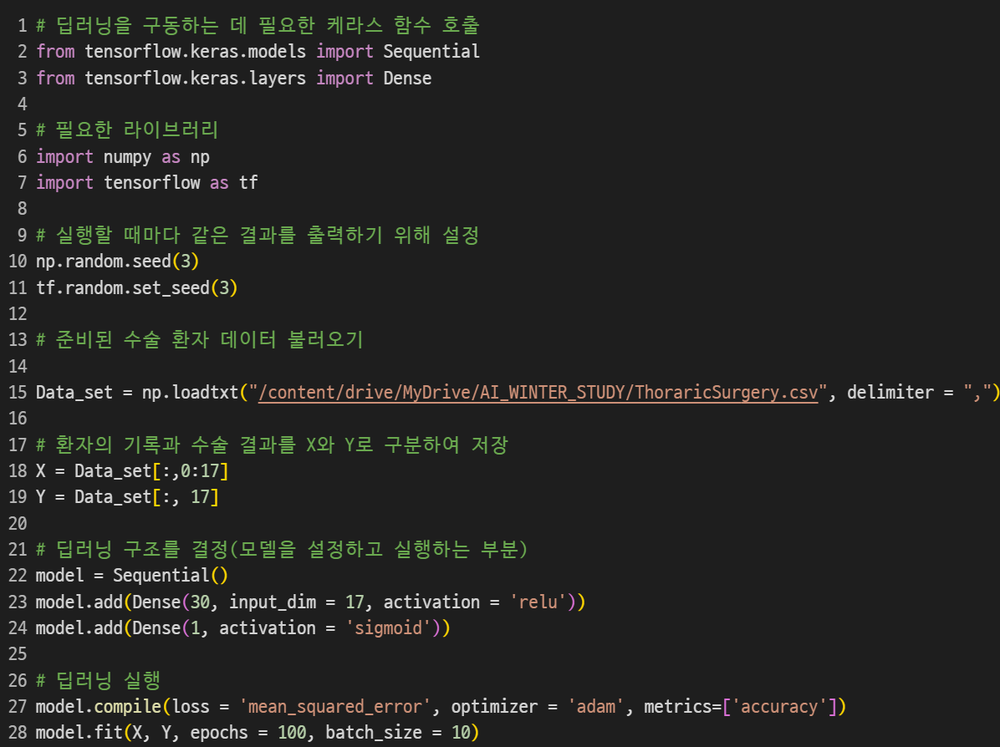 1 # 딥러닝을 구동하는 데 필요한 케라스 함수 호출
2 from tensorflow.keras.models import Sequential
3 from tensorflow.keras.layers import Dense
4
5 # 필요한 라이브러리
6 import numpy as np
7 import tensorflow as tf
8
9 # 실행할 때마다 같은 결과를 출력하기 위해 설정
10 np.random.seed(3)
11 tf.random.set_seed(3)
12
13 # 준비된 수술 환자 데이터 불러오기
14
15 Data_set = np.loadtxt("/content/drive/MyDrive/AI_WINTER_STUDY/ThoraricSurgery.csv", delimiter = ",")
16
17 # 환자의 기록과 수술 결과를 X와 Y로 구분하여 저장
18 X = Data_set[:,0:17]
19 Y = Data_set[:, 17]
20
21 # 딥러닝 구조를 결정(모델을 설정하고 실행하는 부분)
22 model = Sequential()
23 model.add(Dense(30, input_dim = 17, activation = 'relu'))
24 model.add(Dense(1, activation = 'sigmoid'))
25
26 # 딥러닝 실행
27 model.compile(loss = 'mean_squared_error', optimizer = 'adam', metrics=['accuracy'])
28 model.fit(X, Y, epochs = 100, batch_size = 10)